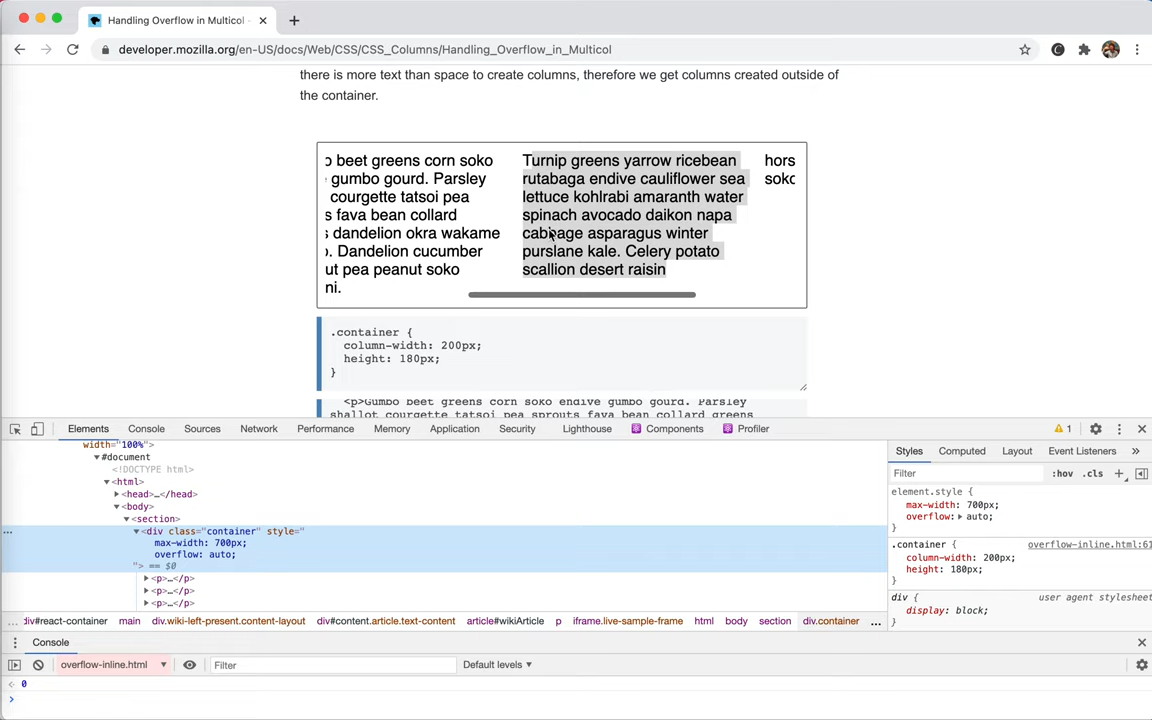 Handling Overflow in Multicol
developer.mozilla.org/en-US/docs/Web/CSS/CSS_Columns/Handling_Overflow_in_Multicol
there is more text than space to create columns, therefore we get columns created outside of
the container.
o beet greens corn soko
gumbo gourd. Parsley
courgette tatsoi pea
s fava bean collard
s dandelion okra wakame
o. Dandelion cucumber
ut pea peanut soko
ni.
Turnip greens yarrow ricebean
rutabaga endive cauliflower sea
lettuce kohlrabi amaranth water
spinach avocado daikon napa
cabbage asparagus winter
purslane kale. Celery potato
scallion desert raisin
hors
soko
.container {
column-width: 200px;
height: 180px;
}
<p>Gumbo beet greens corn soko endive gumbo gourd. Parsley
shallot courgette tatsoi pea sprouts fava bean collard greens
Elements Console Sources Network Performance Memory Application Security Lighthouse Components Profiler 1
width="100%">
▼#document
<!DOCTYPE html>
▼<html>
▶<head>…</head>
▼<body>
▼<section>
▼<div class="container" style="
max-width: 700px;
overflow: auto;
"> == $0
▶<p>…</p>
▶<p>…</p>
▶<p>…</p>
... div#react-container main div.wiki-left-present.content-layout div#content.article.text-content article#wikiArticle p iframe.live-sample-frame html body section div.container ...
Styles Computed Layout Event Listeners »
Filter :hov .cls +
element.style {
max-width: 700px;
overflow: ▶ auto;
}
.container { overflow-inline.html:61
column-width: 200px;
height: 180px;
}
div { user agent stylesheet
display: block;
}
Console
overflow-inline.html ▼ Filter Default levels ▼
0
>